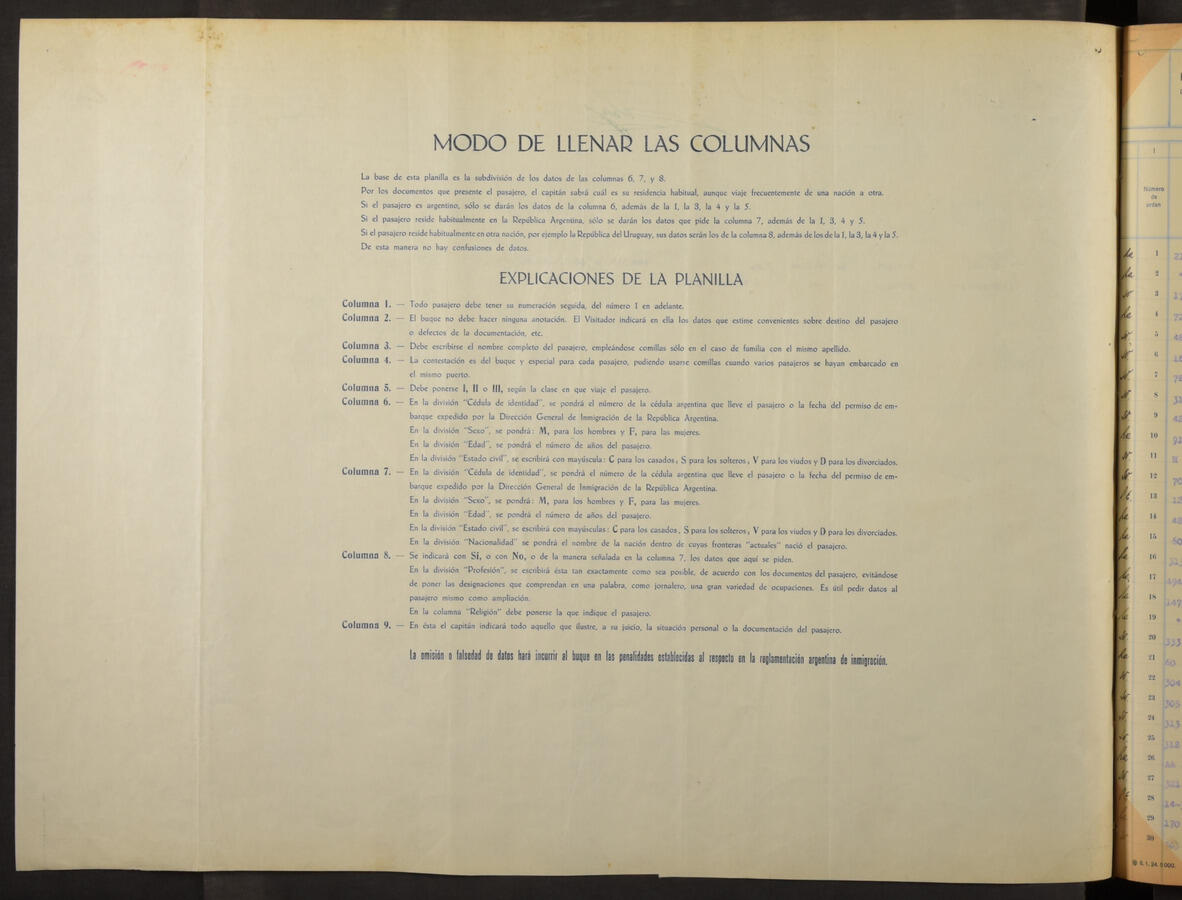 MODO DE LLENAR LAS COLUMNAS
La base de esta planilla es la subdivisión de los datos de las columnas 6, 7, y 8.
Por los documentos que presente el pasajero, el capitán sabrá cuál es su residencia habitual, aunque viaje frecuentemente de una nación a otra.
Si el pasajero es argentino, sólo se darán los datos de la columna 6, además de la 1, la 3, la 4 y la 5.
Si el pasajero reside habitualmente en la República Argentina, sólo se darán los datos que pide la columna 7, además de la 1, 3, 4 y 5.
Si el pasajero reside habitualmente en otra nación, por ejemplo la República del Uruguay, sus datos serán los de la columna 8, además de los de la 1, la 3, la 4 y la 5.
De esta manera no hay confusiones de datos.
EXPLICACIONES DE LA PLANILLA
Columna 1. — Todo pasajero debe tener su numeración seguida, del número 1 en adelante.
Columna 2. — El buque no debe hacer ninguna anotación. El Visitador indicará en ella los datos que estime convenientes sobre destino del pasajero
o defectos de la documentación, etc.
Columna 3. — Debe escribirse el nombre completo del pasajero, empleándose comillas sólo en el caso de familia con el mismo apellido.
Columna 4. — La contestación es del buque y especial para cada pasajero, pudiendo usarse comillas cuando varios pasajeros se hayan embarcado en
el mismo puerto.
Columna 5. — Debe ponerse I, II o III, según la clase en que viaje el pasajero.
Columna 6. — En la división "Cédula de identidad", se pondrá el número de la cédula argentina que lleve el pasajero o la fecha del permiso de em-
barque expedido por la Dirección General de Inmigración de la República Argentina.
En la división "Sexo", se pondrá: M, para los hombres y F, para las mujeres.
En la división "Edad", se pondrá el número de años del pasajero.
En la división "Estado civil", se escribirá con mayúscula: C para los casados, S para los solteros, V para los viudos y D para los divorciados.
Columna 7. — En la división "Cédula de identidad", se pondrá el número de la cédula argentina que lleve el pasajero o la fecha del permiso de em-
barque expedido por la Dirección General de Inmigración de la República Argentina.
En la división "Sexo", se pondrá: M, para los hombres y F, para las mujeres.
En la división "Edad", se pondrá el número de años del pasajero.
En la división "Estado civil", se escribirá con mayúsculas: C para los casados, S para los solteros, V para los viudos y D para los divorciados.
En la división "Nacionalidad" se pondrá el nombre de la nación dentro de cuyas fronteras "actuales" nació el pasajero.
Columna 8. — Se indicará con Sí, o con No, o de la manera señalada en la columna 7, los datos que aquí se piden.
En la división "Profesión", se escribirá ésta tan exactamente como sea posible, de acuerdo con los documentos del pasajero, evitándose
de poner las designaciones que comprendan en una palabra, como jornalero, una gran variedad de ocupaciones. Es útil pedir datos al
pasajero mismo como ampliación.
En la columna "Religión" debe ponerse la que indique el pasajero.
Columna 9. — En ésta el capitán indicará todo aquello que ilustre, a su juicio, la situación personal o la documentación del pasajero.
La omisión o falsedad de datos hará incurrir al buque en las penalidades establecidas al respecto en la reglamentación argentina de inmigración.
1
Número
de
orden
1
2
3
4
5
6
7
8
9
10
11
12
13
14
15
16
17
18
19
20
21
22
23
24
25
26
27
28
29
30